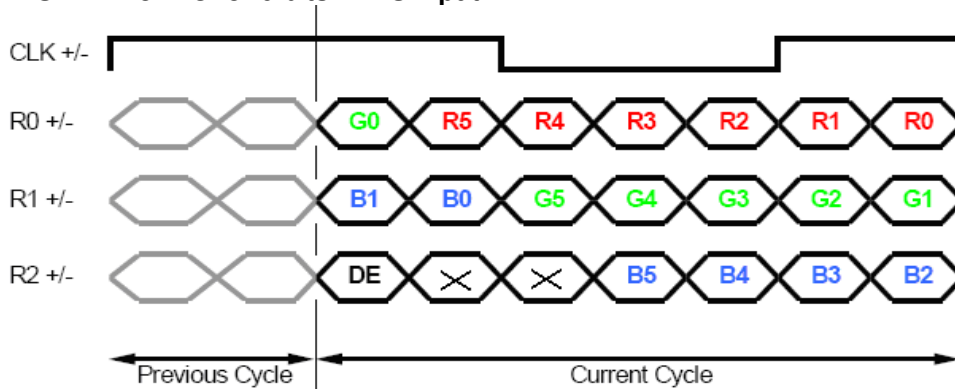 CLK +/-
R0 +/- G0 R5 R4 R3 R2 R1 R0
R1 +/- B1 B0 G5 G4 G3 G2 G1
R2 +/- DE B5 B4 B3 B2
Previous Cycle Current Cycle